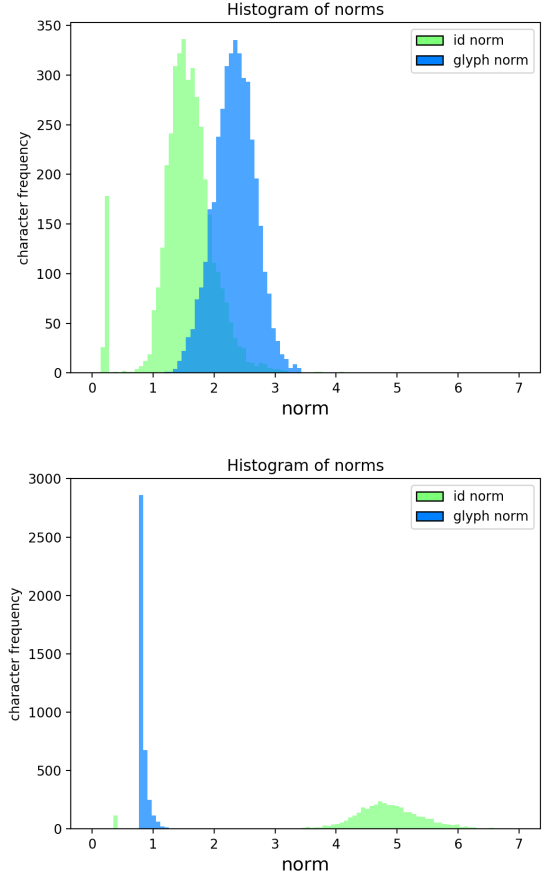 Histogram of norms
350
300
250
200
150
100
50
0
character frequency
id norm
glyph norm
0 1 2 3 4 5 6 7
norm
Histogram of norms
3000
2500
2000
1500
1000
500
0
character frequency
id norm
glyph norm
0 1 2 3 4 5 6 7
norm